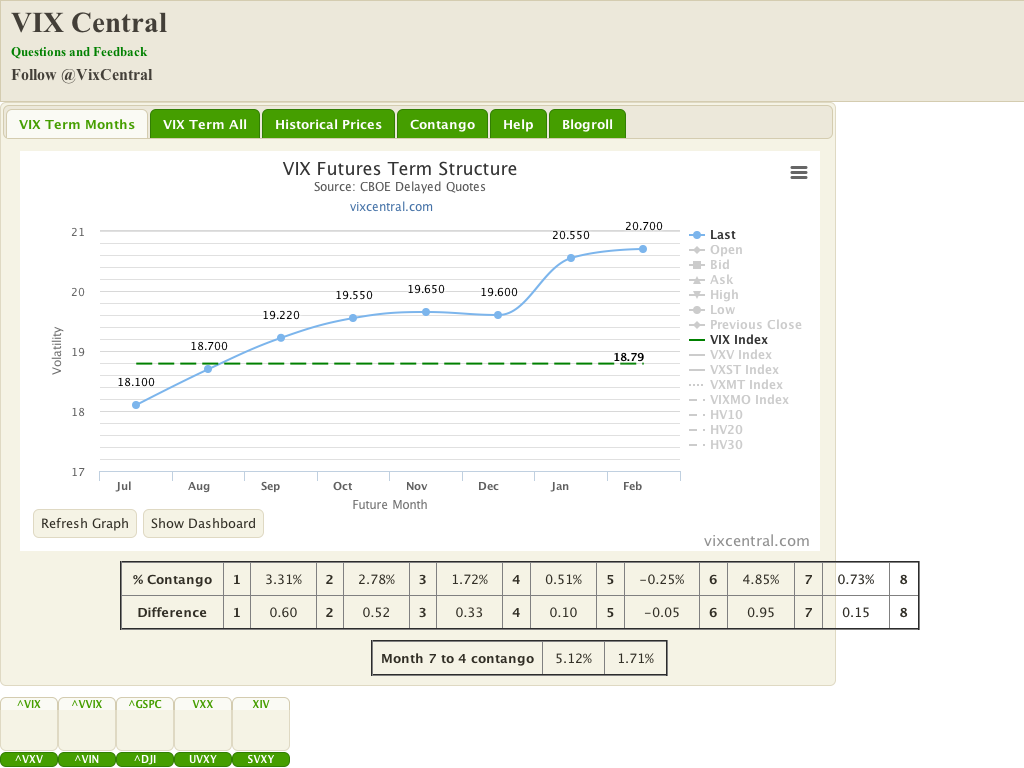 VIX Central
Questions and Feedback
Follow @VixCentral
VIX Term Months VIX Term All Historical Prices Contango Help Blogroll
VIX Futures Term Structure
Source: CBOE Delayed Quotes
vixcentral.com
Volatility
21
20
19
18
17
18.100
18.700
19.220
19.550
19.650
19.600
20.550
20.700
18.79
Jul Aug Sep Oct Nov Dec Jan Feb
Future Month
Last
Open
Bid
Ask
High
Low
Previous Close
VIX Index
VXV Index
VXST Index
VXMT Index
VIXMO Index
HV10
HV20
HV30
Refresh Graph Show Dashboard
vixcentral.com
% Contango 1 3.31% 2 2.78% 3 1.72% 4 0.51% 5 −0.25% 6 4.85% 7 0.73% 8
Difference 1 0.60 2 0.52 3 0.33 4 0.10 5 −0.05 6 0.95 7 0.15 8
Month 7 to 4 contango 5.12% 1.71%
^VIX ^VVIX ^GSPC VXX XIV
^VXV ^VIN ^DJI UVXY SVXY